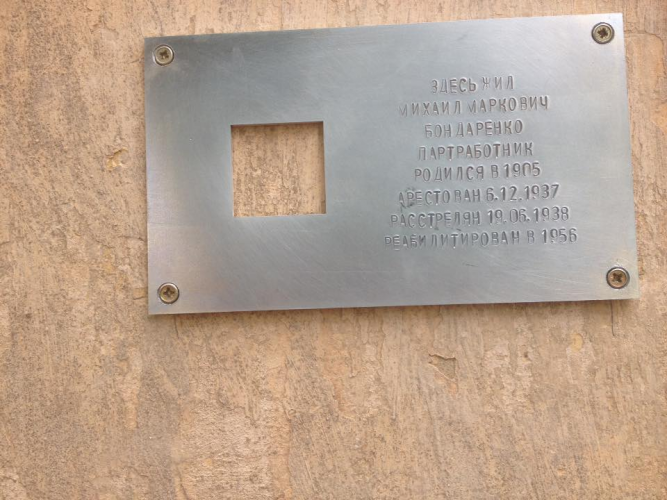 ЗДЕСЬ ЖИЛ
МИХАИЛ МАРКОВИЧ
БОНДАРЕНКО
ПАРТРАБОТНИК
РОДИЛСЯ В 1905
АРЕСТОВАН 6.12.1937
РАССТРЕЛЯН 19.06.1938
РЕАБИЛИТИРОВАН В 1956